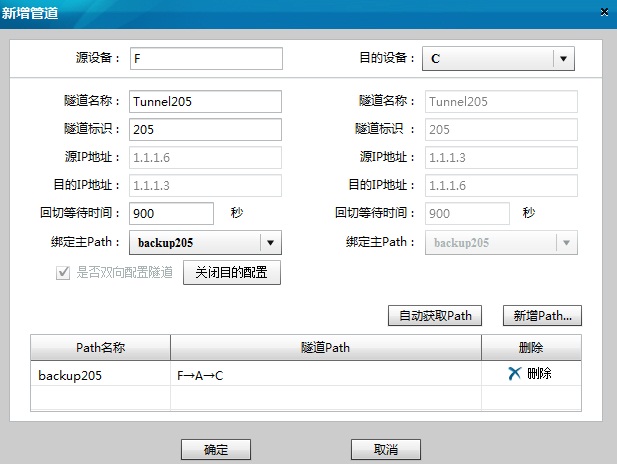 新增管道
源设备： F 目的设备： C
隧道名称： Tunnel205 隧道名称： Tunnel205
隧道标识： 205 隧道标识： 205
源IP地址： 1.1.1.6 源IP地址： 1.1.1.3
目的IP地址： 1.1.1.3 目的IP地址： 1.1.1.6
回切等待时间： 900 秒 回切等待时间： 900 秒
绑定主Path： backup205 绑定主Path： backup205
是否双向配置隧道 关闭目的配置
自动获取Path 新增Path...
Path名称 隧道Path 删除
backup205 F→A→C 删除
确定 取消